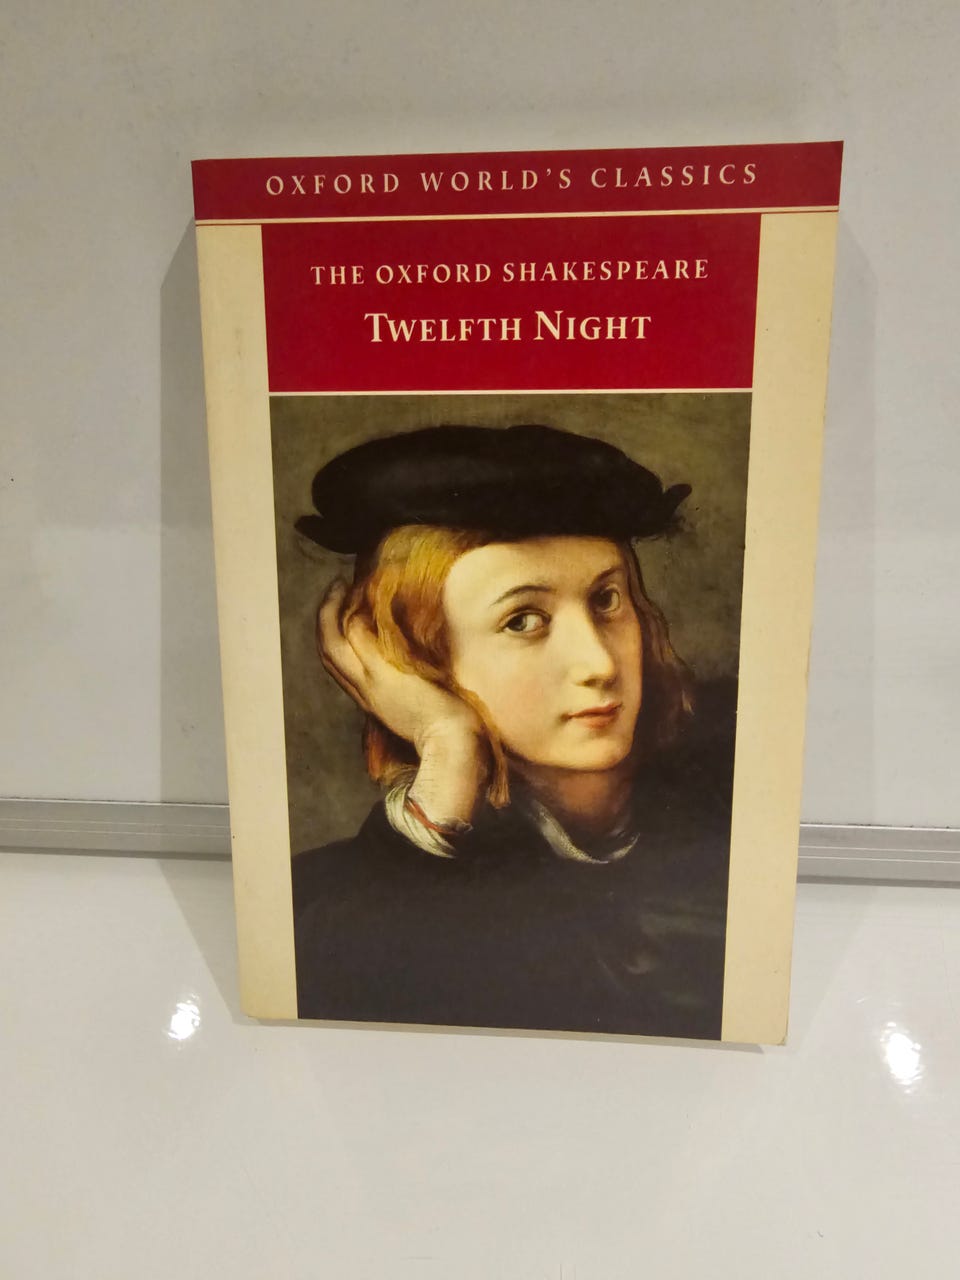 OXFORD WORLD'S CLASSICS
THE OXFORD SHAKESPEARE
TWELFTH NIGHT